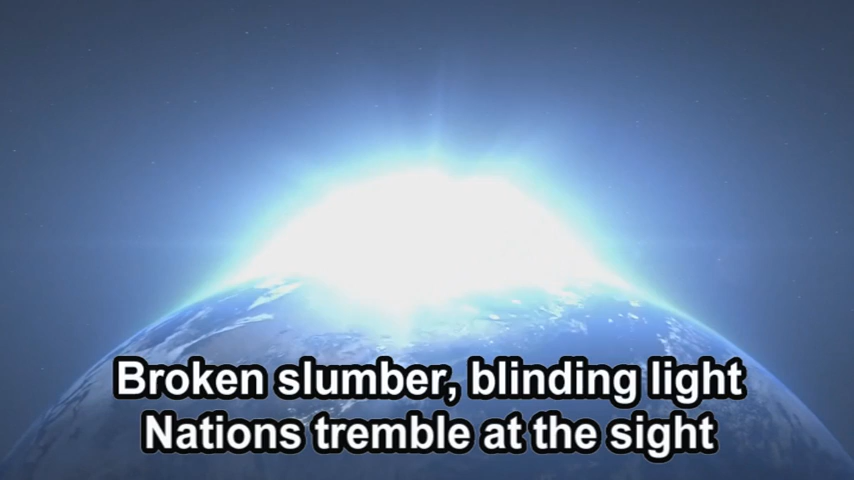 Broken slumber, blinding light
Nations tremble at the sight